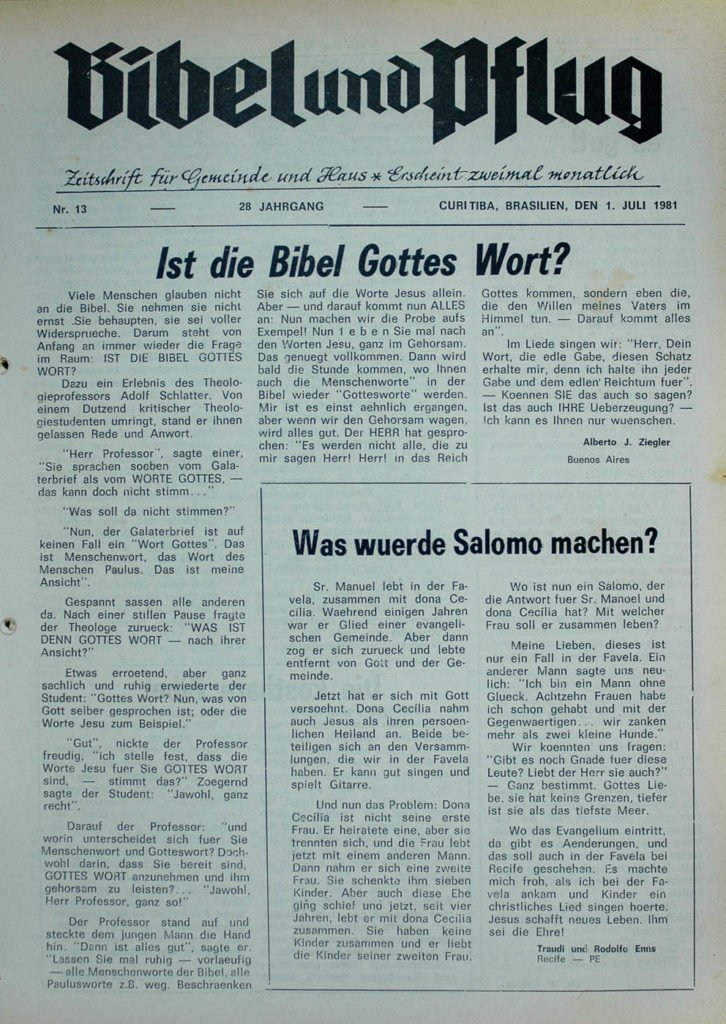 Bibel und Pflug
Zeitschrift für Gemeinde und Haus * Erscheint zweimal monatlich
Nr. 13 — 28 JAHRGANG — CURITIBA, BRASILIEN, DEN 1. JULI 1981
Ist die Bibel Gottes Wort?
Viele Menschen glauben nicht
an die Bibel. Sie nehmen sie nicht
ernst .Sie behaupten, sie sei voller
Widersprueche. Darum steht von
Anfang an immer wieder die Frage
im Raum: IST DIE BIBEL GOTTES
WORT?
Dazu ein Erlebnis des Theolo-
gieprofessors Adolf Schlatter. Von
einem Dutzend kritischer Theolo-
giestudenten umringt, stand er ihnen
gelassen Rede und Anwort.
"Herr Professor", sagte einer,
"Sie sprachen soeben vom Gala-
terbrief als vom WORTE GOTTES, —
das kann doch nicht stimm..."
"Was soll da nicht stimmen?"
"Nun, der Galaterbrief ist auf
keinen Fall ein "Wort Gottes". Das
ist Menschenwort, das Wort des
Menschen Paulus. Das ist meine
Ansicht".
Gespannt sassen alle anderen
da. Nach einer stillen Pause fragte
der Theologe zurueck: "WAS IST
DENN GOTTES WORT — nach ihrer
Ansicht?"
Etwas erroetend, aber ganz
sachlich und ruhig erwiederte der
Student: "Gottes Wort? Nun, was von
Gott selber gesprochen ist; oder die
Worte Jesu zum Beispiel."
"Gut", nickte der Professor
freudig, "ich stelle fest, dass die
Worte Jesu fuer Sie GOTTES WORT
sind, — stimmt das?" Zoegernd
sagte der Student: "Jawohl, ganz
recht".
Darauf der Professor: "und
worin unterscheidet sich fuer Sie
Menschenwort und Gotteswort? Doch-
wohl darin, dass Sie bereit sind,
GOTTES WORT anzunehmen und ihm
gehorsam zu leisten?... "Jawohl,
Herr Professor, ganz so!"
Der Professor stand auf und
steckte dem jungen Mann die Hand
hin: "Dann ist alles gut", sagte er.
"Lassen Sie mal ruhig — vorlaeufig
— alle Menschenworte der Bibel, alle
Paulusworte z.B. weg. Beschraenken
Sie sich auf die Worte Jesus allein.
Aber — und darauf kommt nun ALLES
an: Nun machen wir die Probe aufs
Exempel! Nun l e b e n Sie mal nach
den Worten Jesu, ganz im Gehorsam.
Das genuegt vollkommen. Dann wird
bald die Stunde kommen, wo Ihnen
auch die Menschenworte" in der
Bibel wieder "Gottesworte" werden.
Mir ist es einst aehnlich ergangen,
aber wenn wir den Gehorsam wagen,
wird alles gut. Der HERR hat gespro-
chen: "Es werden nicht alle, die zu
mir sagen Herr! Herr! in das Reich
Gottes kommen, sondern eben die,
die den Willen meines Vaters im
Himmel tun. — Darauf kommt alles
an".
Im Liede singen wir: "Herr, Dein
Wort, die edle Gabe, diesen Schatz
erhalte mir, denn ich halte ihn jeder
Gabe und dem edlen Reichtum fuer".
— Koennen SIE das auch so sagen?
Ist das auch IHRE Ueberzeugung? —
Ich kann es Ihnen nur wuenschen.
Alberto J. Ziegler
Buenos Aires
Was wuerde Salomo machen?
Sr. Manuel lebt in der Fa-
vela, zusammen mit dona Ce-
cília. Waehrend einigen Jahren
war er Glied einer evangeli-
schen Gemeinde. Aber dann
zog er sich zurueck und lebte
entfernt von Gott und der Ge-
meinde.
Jetzt hat er sich mit Gott
versoehnt. Dona Cecília nahm
auch Jesus als ihren persoen-
lichen Heiland an. Beide be-
teiligen sich an den Versamm-
lungen, die wir in der Favela
haben. Er kann gut singen und
spielt Gitarre.
Und nun das Problem: Dona
Cecília ist nicht seine erste
Frau. Er heiratete eine, aber sie
trennten sich, und die Frau lebt
jetzt mit einem anderen Mann.
Dann nahm er sich eine zweite
Frau. Sie schenkte ihm sieben
Kinder. Aber auch diese Ehe
ging schief und jetzt, seit vier
Jahren, lebt er mit dona Cecília
zusammen. Sie haben keine
Kinder zusammen und er liebt
die Kinder seiner zweiten Frau.
Wo ist nun ein Salomo, der
die Antwort fuer Sr. Manoel und
dona Cecília hat? Mit welcher
Frau soll er zusammen leben?
Meine Lieben, dieses ist
nur ein Fall in der Favela. Ein
anderer Mann sagte uns neu-
lich: "Ich bin ein Mann ohne
Glueck. Achtzehn Frauen habe
ich schon gehabt und mit der
Gegenwaertigen... wir zanken
mehr als zwei kleine Hunde."
Wir koennten uns fragen:
"Gibt es noch Gnade fuer diese
Leute? Liebt der Herr sie auch?"
— Ganz bestimmt. Gottes Lie-
be, sie hat keine Grenzen, tiefer
ist sie als das tiefste Meer.
Wo das Evangelium eintritt,
da gibt es Aenderungen, und
das soll auch in der Favela bei
Recife geschehen. Es machte
mich froh, als ich bei der Fa-
vela ankam und Kinder ein
christliches Lied singen hoerte.
Jesus schafft neues Leben. Ihm
sei die Ehre!
Traudi und Rodolfo Enns
Recife — PE